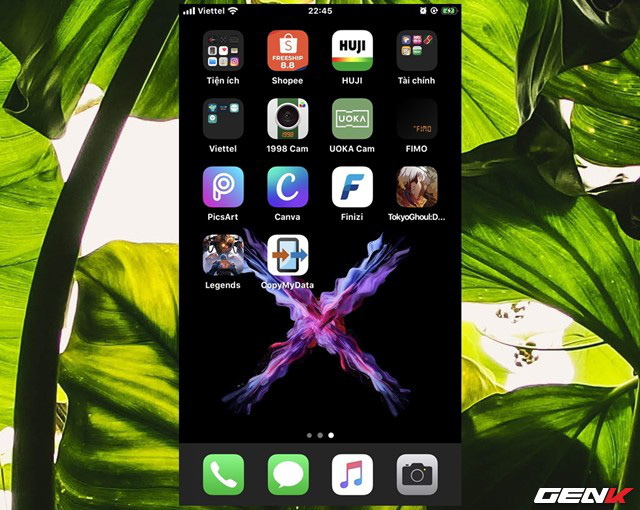 Viettel
22:45
FREESHIP
8.8
HUJI
Tiện ích
Shopee
HUJI
Tài chính
1998
UOKA
FIMO
Viettel
1998 Cam
UOKA Cam
FIMO
PicsArt
Canva
Finizi
TokyoGhoul:D...
Legends
CopyMyData
GENK